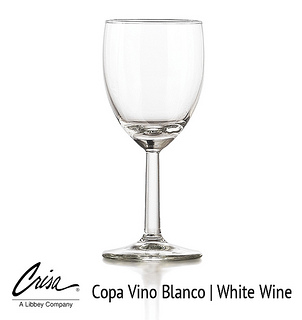 Crisa
A Libbey Company
Copa Vino Blanco | White Wine